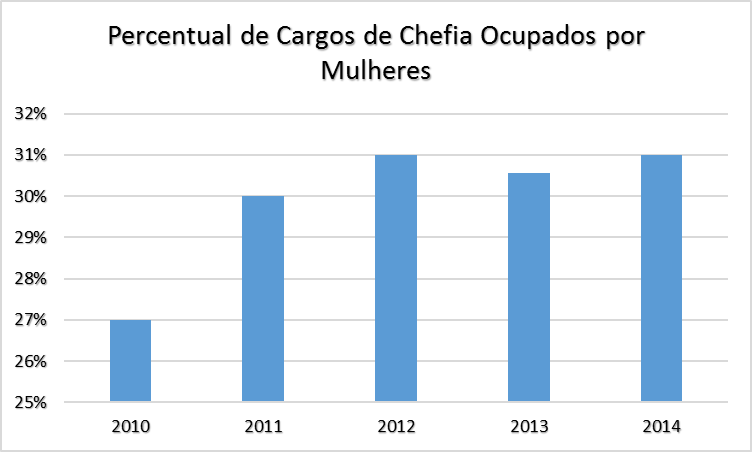 Percentual de Cargos de Chefia Ocupados por
Mulheres
32%
31%
30%
29%
28%
27%
26%
25%
2010 2011 2012 2013 2014